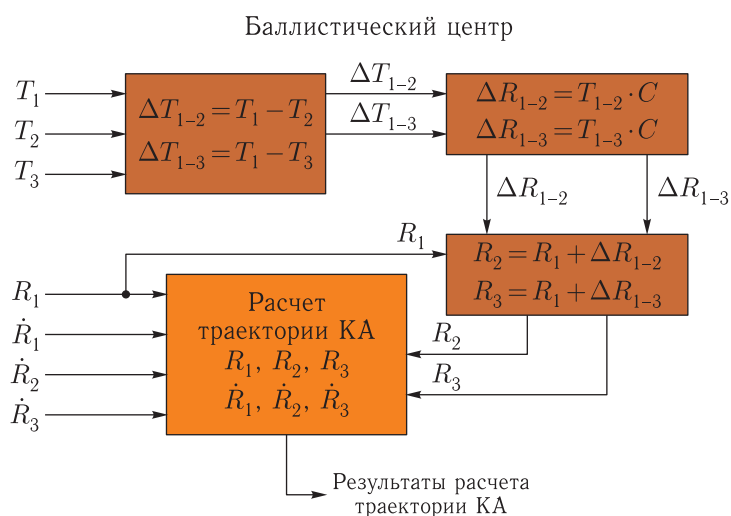 Баллистический центр
T₁
T₂
T₃
ΔT₁₋₂ = T₁ − T₂
ΔT₁₋₃ = T₁ − T₃
ΔT₁₋₂
ΔT₁₋₃
ΔR₁₋₂ = T₁₋₂ · C
ΔR₁₋₃ = T₁₋₃ · C
ΔR₁₋₂
ΔR₁₋₃
R₁
R₂ = R₁ + ΔR₁₋₂
R₃ = R₁ + ΔR₁₋₃
R₁
Ṙ₁
Ṙ₂
Ṙ₃
Расчет
траектории КА
R₁, R₂, R₃
Ṙ₁, Ṙ₂, Ṙ₃
R₂
R₃
Результаты расчета
траектории КА